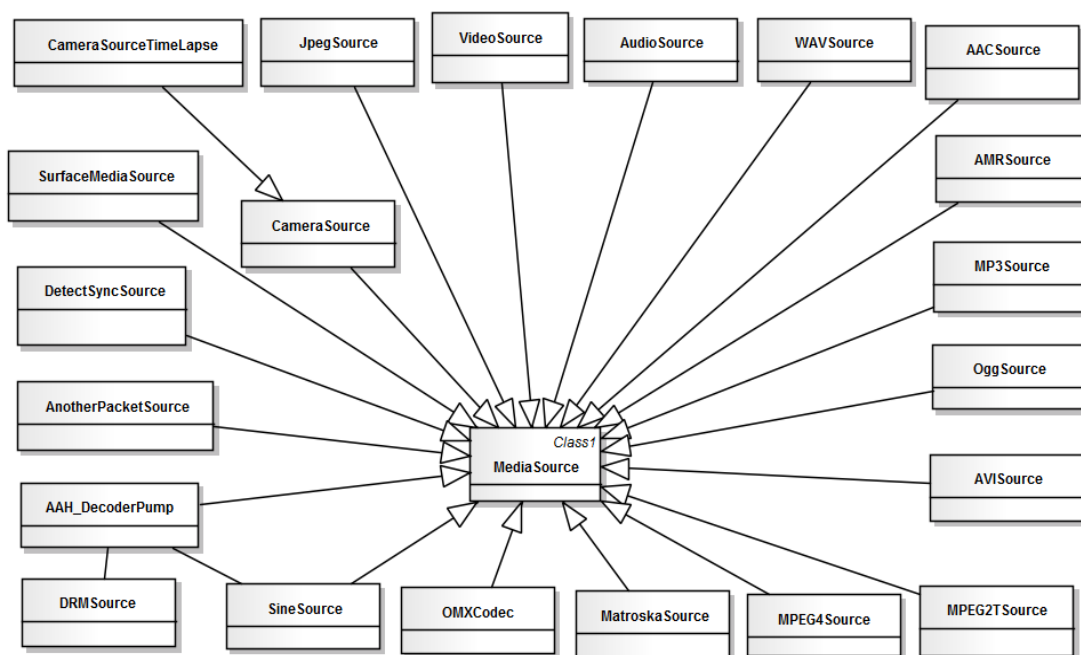 CameraSourceTimeLapse
JpegSource
VideoSource
AudioSource
WAVSource
AACSource
SurfaceMediaSource
CameraSource
AMRSource
DetectSyncSource
MP3Source
AnotherPacketSource
OggSource
Class1
MediaSource
AVISource
AAH_DecoderPump
DRMSource
SineSource
OMXCodec
MatroskaSource
MPEG4Source
MPEG2TSource